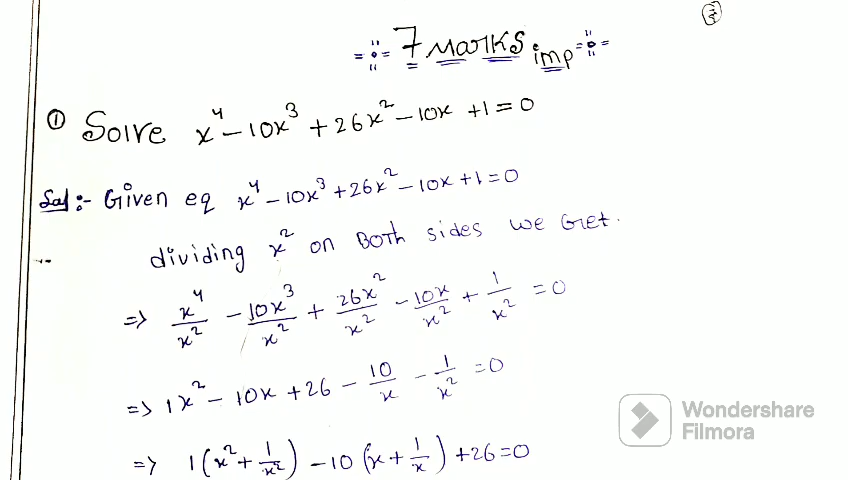 7 Marks imp
① Solve x⁴ - 10x³ + 26x² - 10x + 1 = 0
Sol :- Given eq x⁴ - 10x³ + 26x² - 10x + 1 = 0
dividing x² on Both sides we Get.
=> x⁴/x² - 10x³/x² + 26x²/x² - 10x/x² + 1/x² = 0
=> 1x² - 10x + 26 - 10/x - 1/x² = 0
=> 1(x² + 1/x²) - 10(x + 1/x) + 26 = 0
Wondershare
Filmora